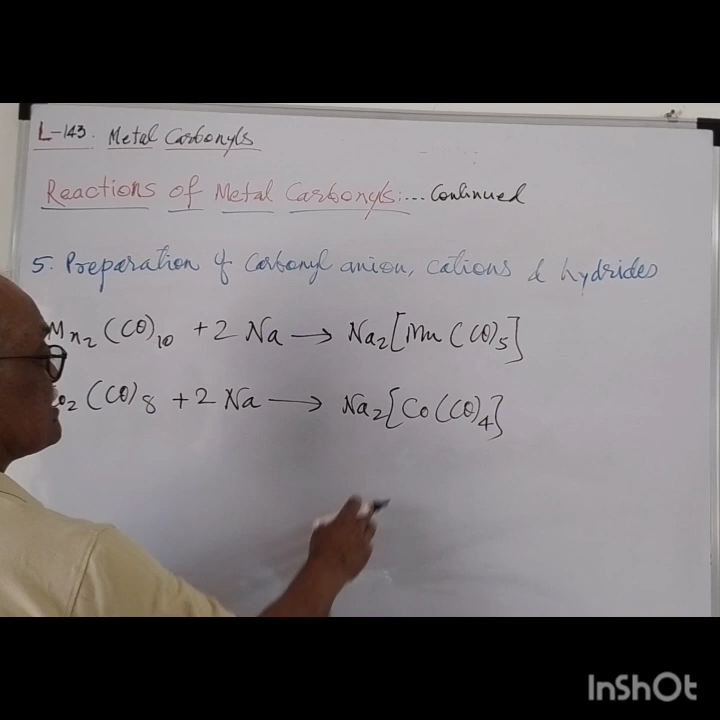 L-143. Metal Carbonyls
Reactions of Metal Carbonyls:... Continued
5. Preparation of Carbonyl anion, cations & hydrides
Mn₂(CO)₁₀ + 2 Na → Na₂[Mn(CO)₅]
o₂(CO)₈ + 2 Na → Na₂[Co(CO)₄]
InShOt